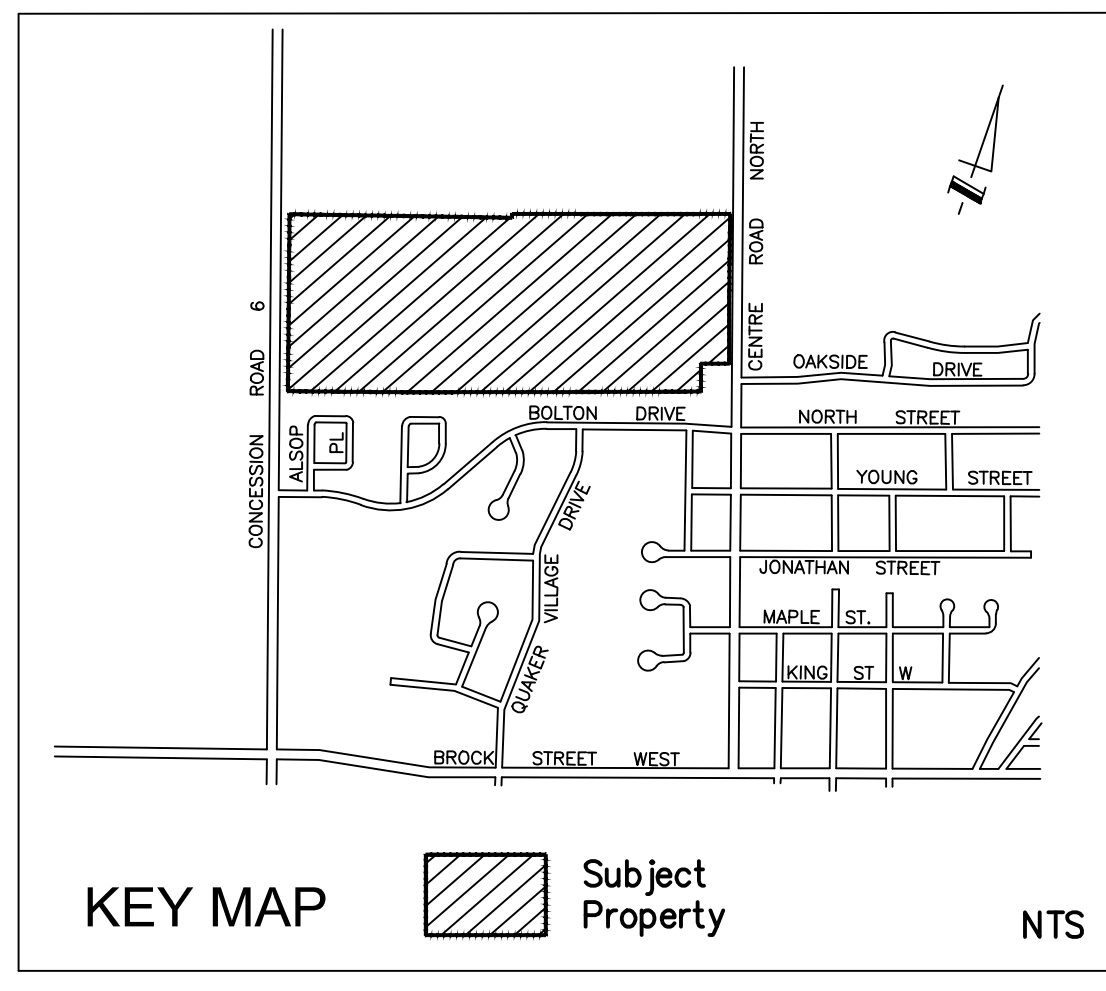 CENTRE ROAD NORTH
CONCESSION ROAD 6
OAKSIDE DRIVE
BOLTON DRIVE
NORTH STREET
ALSOP PL
YOUNG STREET
QUAKER VILLAGE DRIVE
JONATHAN STREET
MAPLE ST.
KING ST W
BROCK STREET WEST
KEY MAP
Subject
Property
NTS